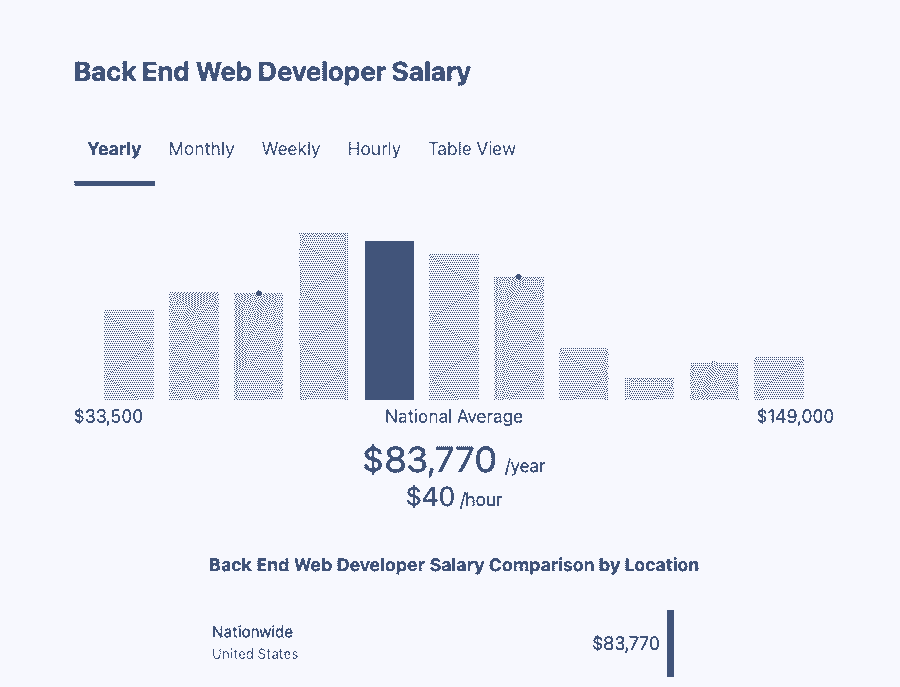 Back End Web Developer Salary
Yearly Monthly Weekly Hourly Table View
$33,500 National Average $149,000
$83,770 /year
$40 /hour
Back End Web Developer Salary Comparison by Location
Nationwide
$83,770
United States